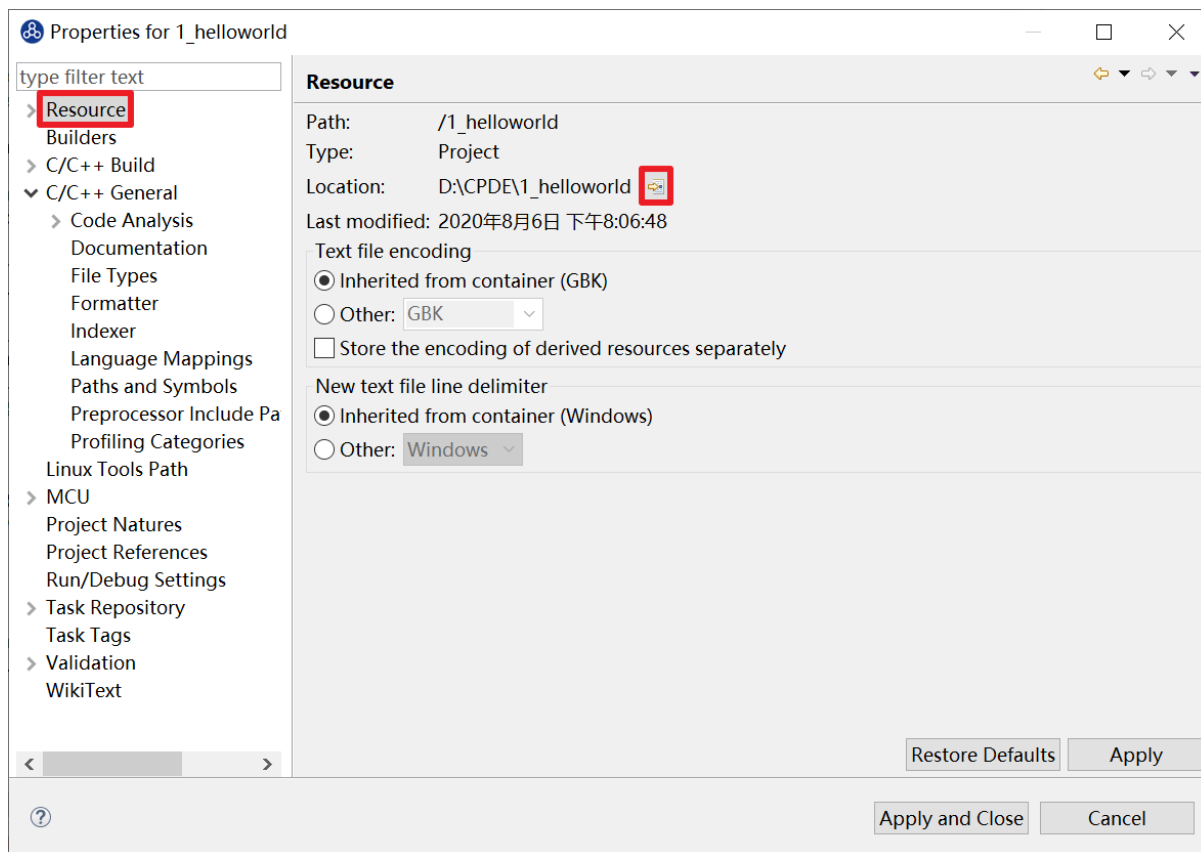 Properties for 1_helloworld
type filter text
Resource
Builders
C/C++ Build
C/C++ General
Code Analysis
Documentation
File Types
Formatter
Indexer
Language Mappings
Paths and Symbols
Preprocessor Include Pa
Profiling Categories
Linux Tools Path
MCU
Project Natures
Project References
Run/Debug Settings
Task Repository
Task Tags
Validation
WikiText
Resource
Path: /1_helloworld
Type: Project
Location: D:\CPDE\1_helloworld
Last modified: 2020年8月6日 下午8:06:48
Text file encoding
Inherited from container (GBK)
Other: GBK
Store the encoding of derived resources separately
New text file line delimiter
Inherited from container (Windows)
Other: Windows
Restore Defaults Apply
? Apply and Close Cancel